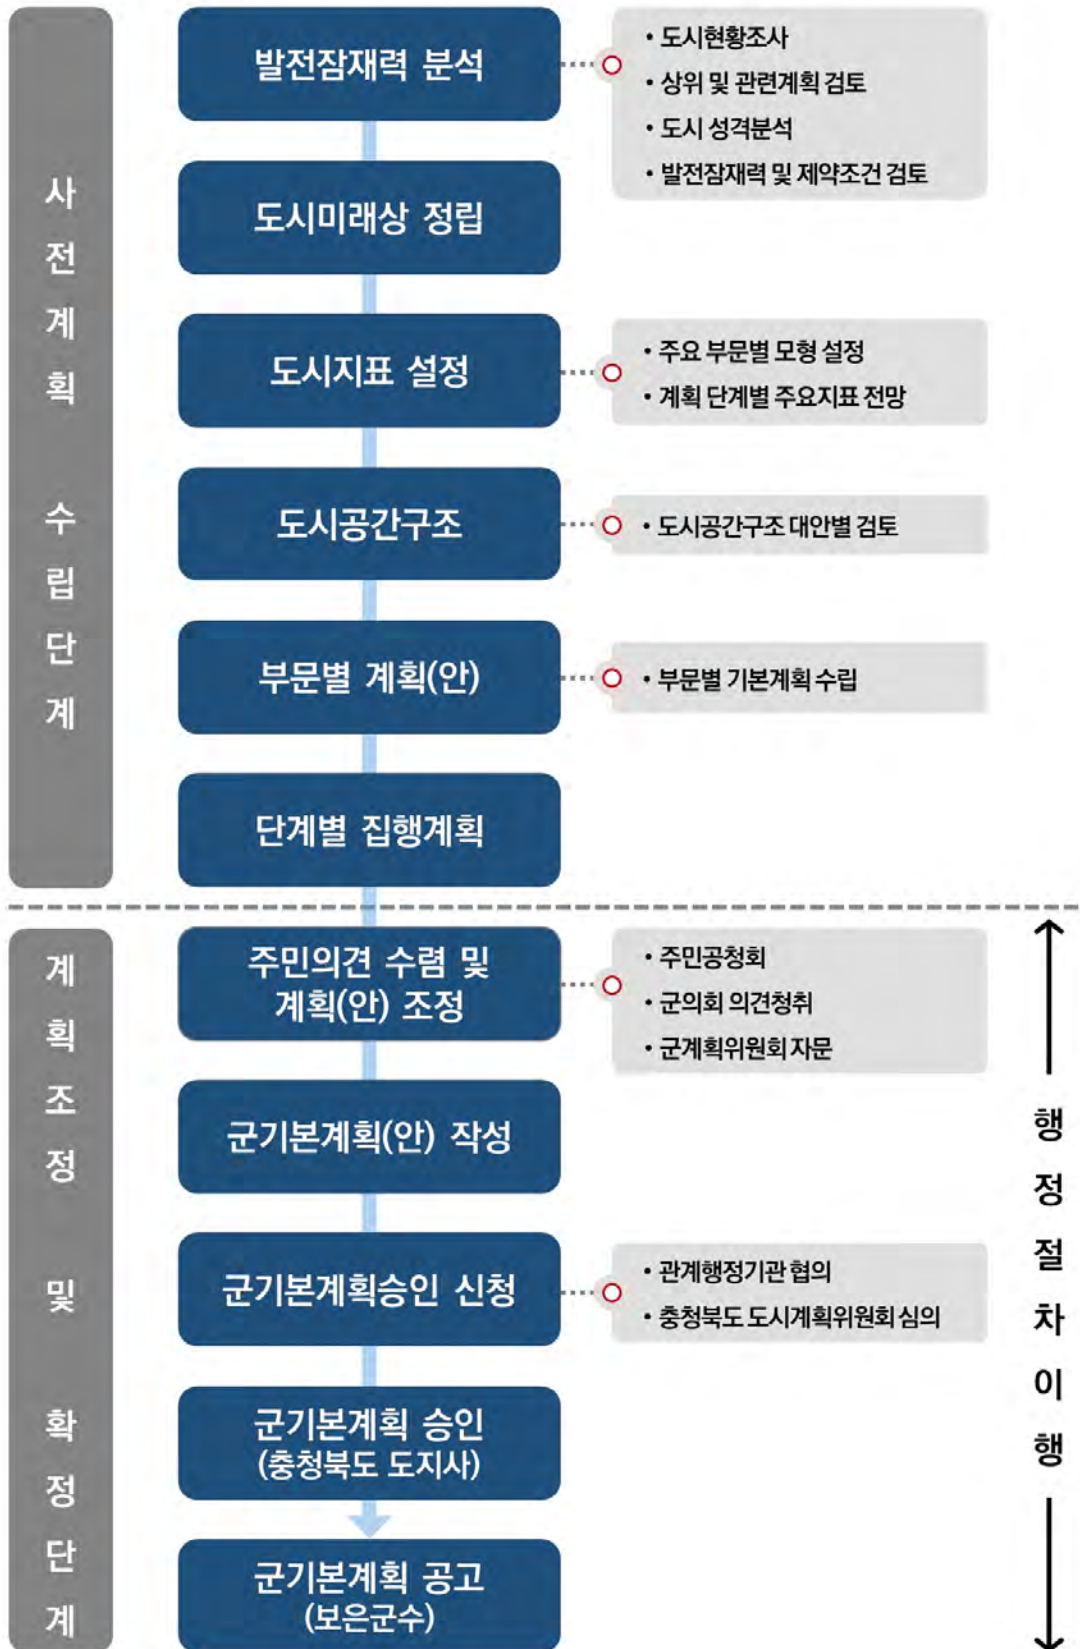 사전계획 수립단계
발전잠재력 분석
• 도시현황조사
• 상위 및 관련계획 검토
• 도시 성격분석
• 발전잠재력 및 제약조건 검토
도시미래상 정립
도시지표 설정
• 주요 부문별 모형 설정
• 계획 단계별 주요지표 전망
도시공간구조
• 도시공간구조 대안별 검토
부문별 계획(안)
• 부문별 기본계획 수립
단계별 집행계획
계획조정 및 확정단계
주민의견 수렴 및
계획(안) 조정
• 주민공청회
• 군의회 의견청취
• 군계획위원회 자문
군기본계획(안) 작성
군기본계획승인 신청
• 관계행정기관 협의
• 충청북도 도시계획위원회 심의
군기본계획 승인
(충청북도 도지사)
군기본계획 공고
(보은군수)
행정절차이행